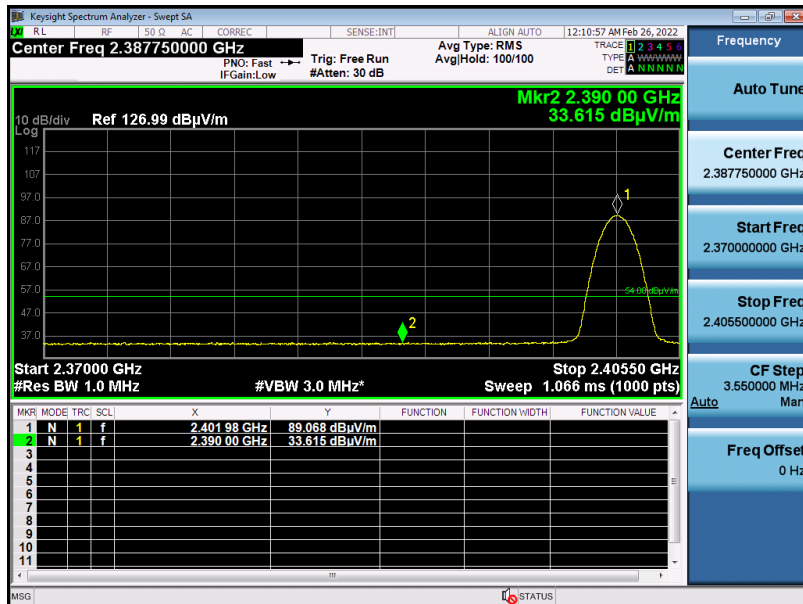 Keysight Spectrum Analyzer - Swept SA
LXI RL RF 50 Ω AC CORREC SENSE:INT ALIGN AUTO 12:10:57 AM Feb 26, 2022
Center Freq 2.387750000 GHz
PNO: Fast
IFGain:Low
Trig: Free Run
#Atten: 30 dB
Avg Type: RMS
Avg|Hold: 100/100
TRACE 1 2 3 4 5 6
TYPE A WWWWW
DET A N N N N N
Mkr2 2.390 00 GHz
33.615 dBµV/m
10 dB/div Ref 126.99 dBµV/m
Log
117
107
97.0
87.0
77.0
67.0
57.0
47.0
37.0
1
2
54.00 dBµV/m
Start 2.37000 GHz Stop 2.40550 GHz
#Res BW 1.0 MHz #VBW 3.0 MHz* Sweep 1.066 ms (1000 pts)
MKR MODE TRC SCL X Y FUNCTION FUNCTION WIDTH FUNCTION VALUE
1 N 1 f 2.401 98 GHz 89.068 dBµV/m
2 N 1 f 2.390 00 GHz 33.615 dBµV/m
3
4
5
6
7
8
9
10
11
MSG STATUS
Frequency
Auto Tune
Center Freq
2.387750000 GHz
Start Freq
2.370000000 GHz
Stop Freq
2.405500000 GHz
CF Step
3.550000 MHz
Auto Man
Freq Offset
0 Hz